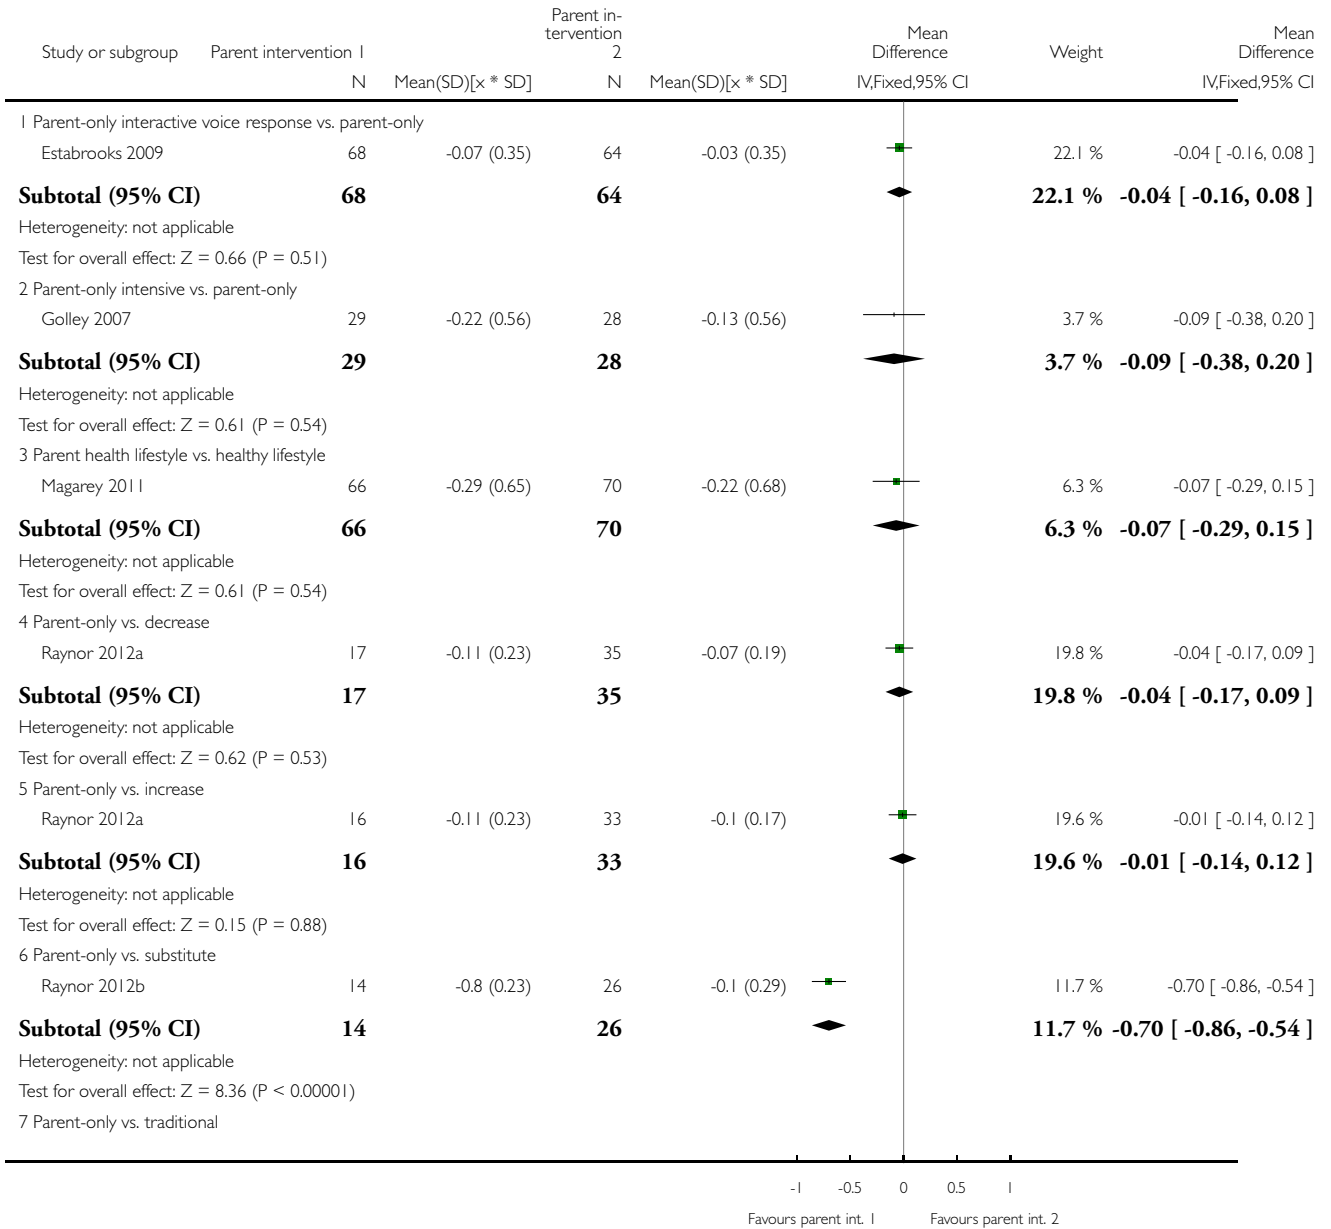 Study or subgroup Parent intervention 1 Parent in-tervention 2 Mean Difference Weight Mean Difference
N Mean(SD)[x * SD] N Mean(SD)[x * SD] IV,Fixed,95% CI IV,Fixed,95% CI
1 Parent-only interactive voice response vs. parent-only
Estabrooks 2009 68 -0.07 (0.35) 64 -0.03 (0.35) 22.1 % -0.04 [ -0.16, 0.08 ]
Subtotal (95% CI) 68 64 22.1 % -0.04 [ -0.16, 0.08 ]
Heterogeneity: not applicable
Test for overall effect: Z = 0.66 (P = 0.51)
2 Parent-only intensive vs. parent-only
Golley 2007 29 -0.22 (0.56) 28 -0.13 (0.56) 3.7 % -0.09 [ -0.38, 0.20 ]
Subtotal (95% CI) 29 28 3.7 % -0.09 [ -0.38, 0.20 ]
Heterogeneity: not applicable
Test for overall effect: Z = 0.61 (P = 0.54)
3 Parent health lifestyle vs. healthy lifestyle
Magarey 2011 66 -0.29 (0.65) 70 -0.22 (0.68) 6.3 % -0.07 [ -0.29, 0.15 ]
Subtotal (95% CI) 66 70 6.3 % -0.07 [ -0.29, 0.15 ]
Heterogeneity: not applicable
Test for overall effect: Z = 0.61 (P = 0.54)
4 Parent-only vs. decrease
Raynor 2012a 17 -0.11 (0.23) 35 -0.07 (0.19) 19.8 % -0.04 [ -0.17, 0.09 ]
Subtotal (95% CI) 17 35 19.8 % -0.04 [ -0.17, 0.09 ]
Heterogeneity: not applicable
Test for overall effect: Z = 0.62 (P = 0.53)
5 Parent-only vs. increase
Raynor 2012a 16 -0.11 (0.23) 33 -0.1 (0.17) 19.6 % -0.01 [ -0.14, 0.12 ]
Subtotal (95% CI) 16 33 19.6 % -0.01 [ -0.14, 0.12 ]
Heterogeneity: not applicable
Test for overall effect: Z = 0.15 (P = 0.88)
6 Parent-only vs. substitute
Raynor 2012b 14 -0.8 (0.23) 26 -0.1 (0.29) 11.7 % -0.70 [ -0.86, -0.54 ]
Subtotal (95% CI) 14 26 11.7 % -0.70 [ -0.86, -0.54 ]
Heterogeneity: not applicable
Test for overall effect: Z = 8.36 (P < 0.00001)
7 Parent-only vs. traditional
-1 -0.5 0 0.5 1
Favours parent int. 1 Favours parent int. 2